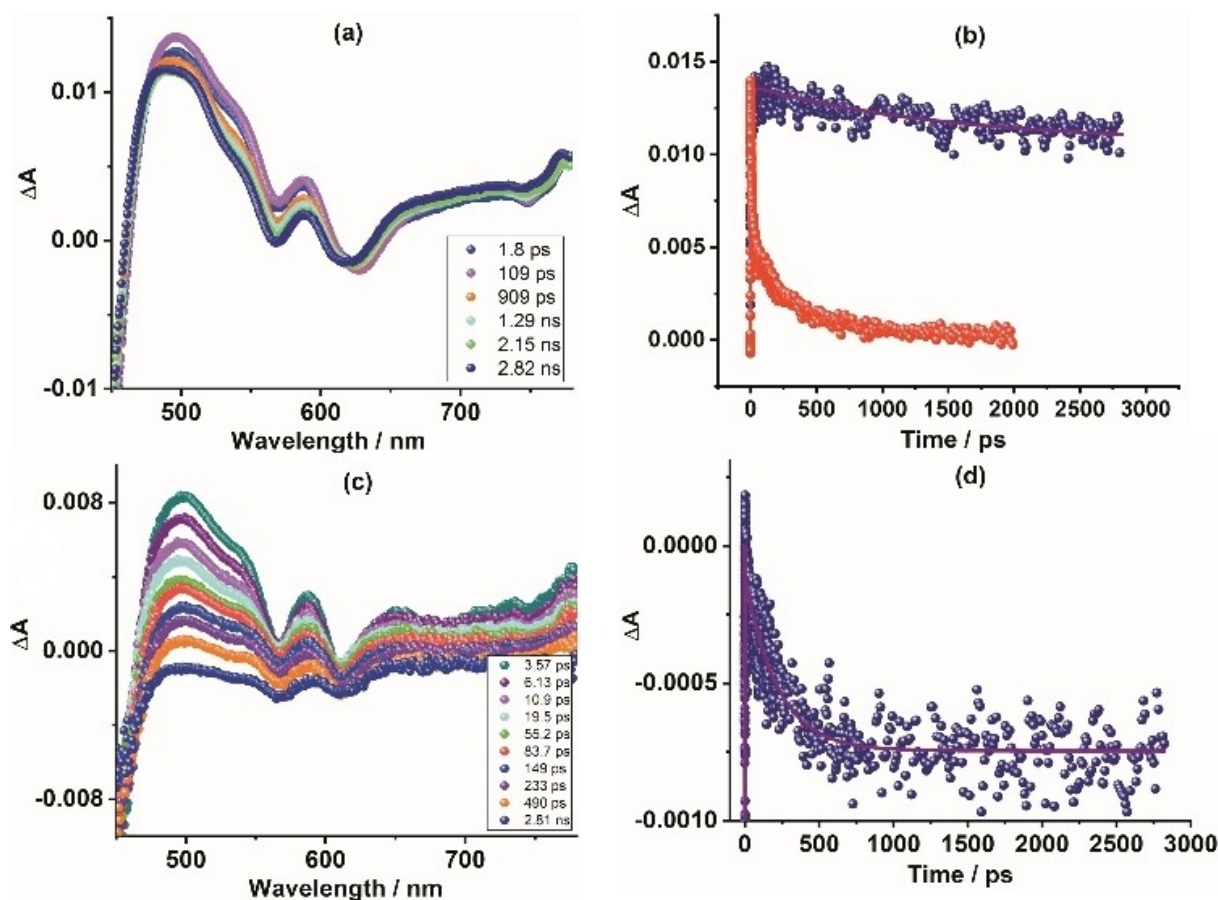 (a)
0.01
0.00
-0.01
ΔA
1.8 ps
109 ps
909 ps
1.29 ns
2.15 ns
2.82 ns
500 600 700
Wavelength / nm
(b)
0.015
0.010
0.005
0.000
ΔA
0 500 1000 1500 2000 2500 3000
Time / ps
(c)
0.008
0.000
-0.008
ΔA
3.57 ps
6.13 ps
10.9 ps
19.5 ps
55.2 ps
83.7 ps
149 ps
233 ps
490 ps
2.81 ns
500 600 700
Wavelength / nm
(d)
0.0000
-0.0005
-0.0010
ΔA
0 500 1000 1500 2000 2500 3000
Time / ps